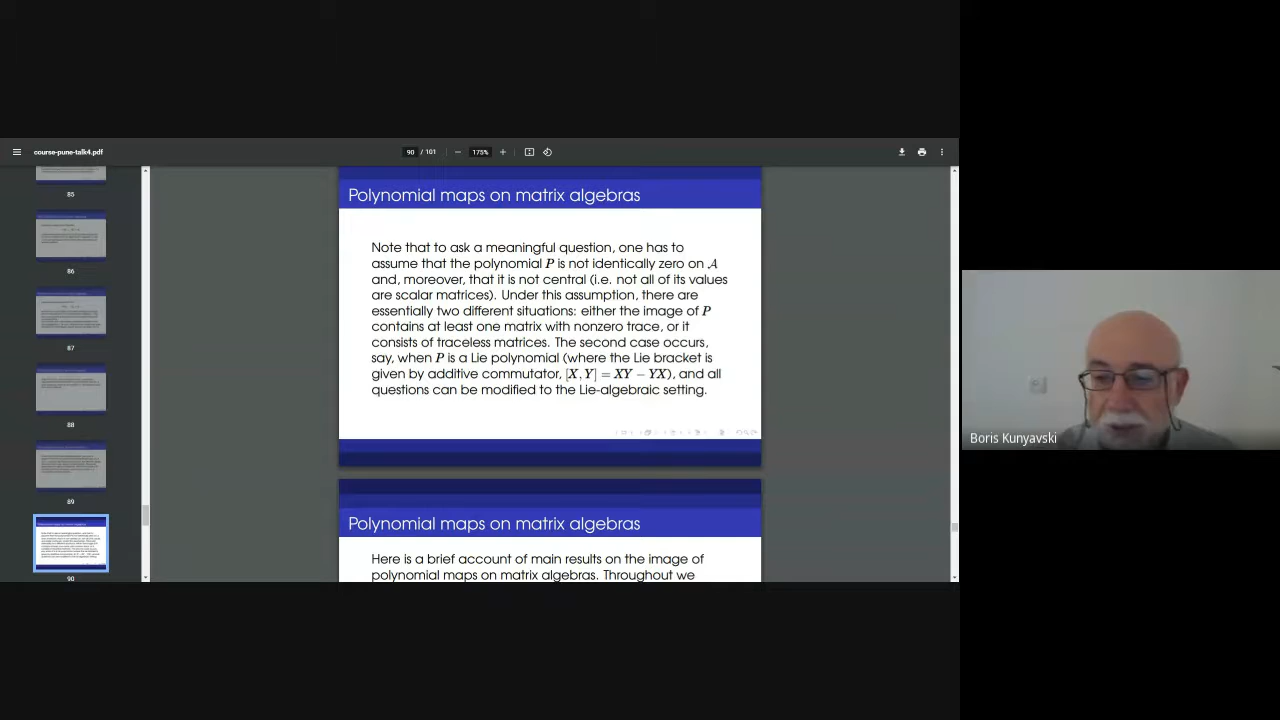 course-pune-talk4.pdf
90 / 101
175%
85
86
87
88
89
90
Polynomial maps on matrix algebras
Note that to ask a meaningful question, one has to
assume that the polynomial P is not identically zero on 𝒜
and, moreover, that it is not central (i.e. not all of its values
are scalar matrices). Under this assumption, there are
essentially two different situations: either the image of P
contains at least one matrix with nonzero trace, or it
consists of traceless matrices. The second case occurs,
say, when P is a Lie polynomial (where the Lie bracket is
given by additive commutator, [X, Y] = XY − YX), and all
questions can be modified to the Lie-algebraic setting.
Polynomial maps on matrix algebras
Here is a brief account of main results on the image of
polynomial maps on matrix algebras. Throughout we
Boris Kunyavski